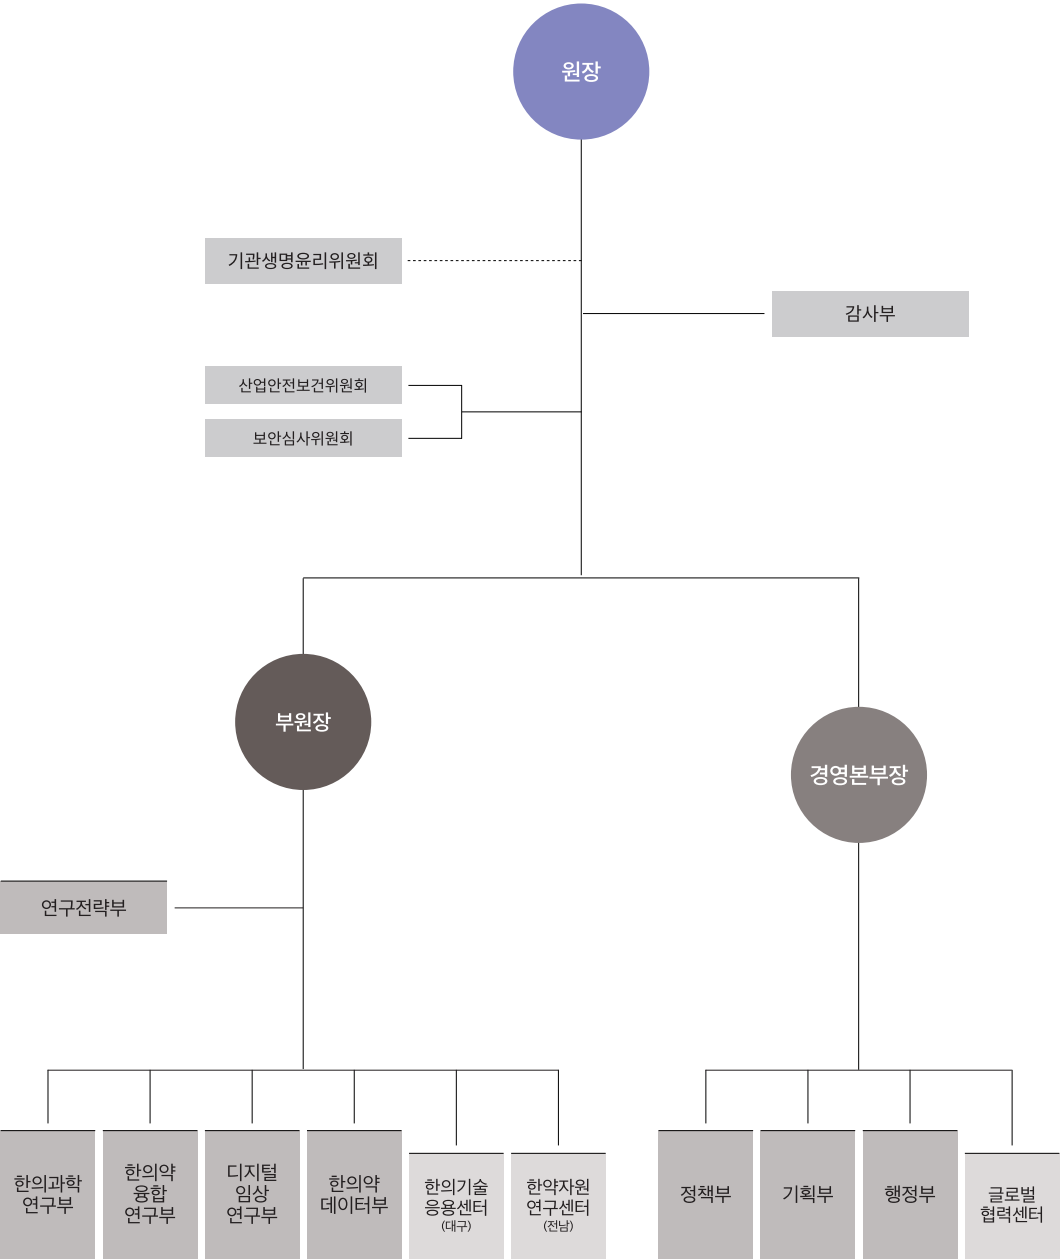 원장
기관생명윤리위원회
감사부
산업안전보건위원회
보안심사위원회
부원장
경영본부장
연구전략부
한의과학
연구부
한의약
융합
연구부
디지털
임상
연구부
한의약
데이터부
한의기술
응용센터
(대구)
한약자원
연구센터
(전남)
정책부
기획부
행정부
글로벌
협력센터